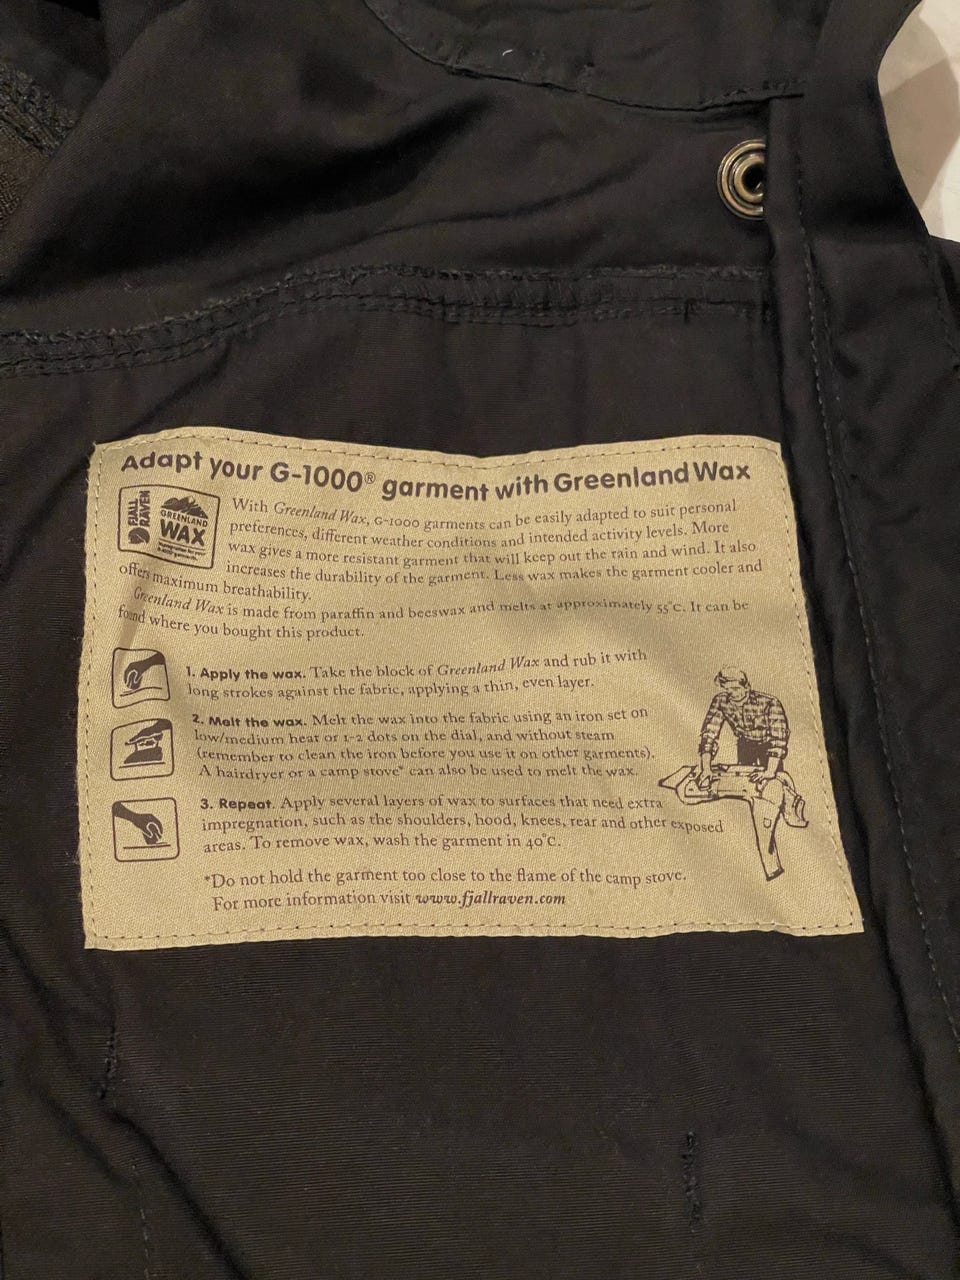 Adapt your G-1000® garment with Greenland Wax
FJALL
RAVEN
GREENLAND
WAX
With Greenland Wax, G-1000 garments can be easily adapted to suit personal
preferences, different weather conditions and intended activity levels. More
wax gives a more resistant garment that will keep out the rain and wind. It also
increases the durability of the garment. Less wax makes the garment cooler and
offers maximum breathability.
Greenland Wax is made from paraffin and beeswax and melts at approximately 55°C. It can be
found where you bought this product.
1. Apply the wax. Take the block of Greenland Wax and rub it with
long strokes against the fabric, applying a thin, even layer.
2. Melt the wax. Melt the wax into the fabric using an iron set on
low/medium heat or 1-2 dots on the dial, and without steam
(remember to clean the iron before you use it on other garments).
A hairdryer or a camp stove* can also be used to melt the wax.
3. Repeat. Apply several layers of wax to surfaces that need extra
impregnation, such as the shoulders, hood, knees, rear and other exposed
areas. To remove wax, wash the garment in 40°C.
*Do not hold the garment too close to the flame of the camp stove.
For more information visit www.fjallraven.com